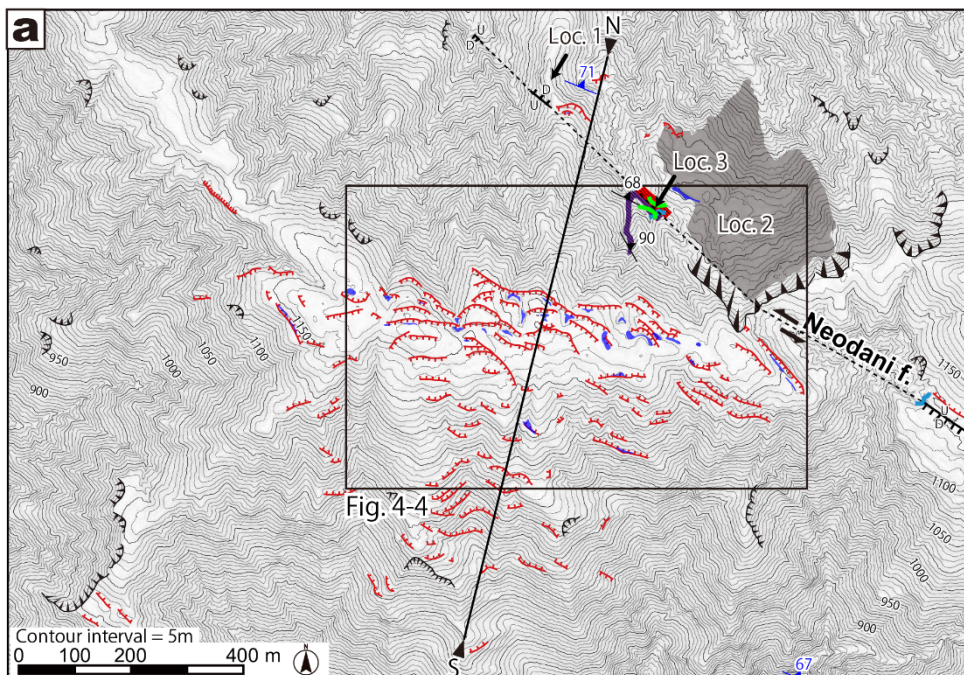 a
U
D
Loc. 1
N
71
D
U
Loc. 3
68
Loc. 2
90
1150
1100
1050
1000
950
900
Neodani f.
1150
U
D
1100
1050
1000
950
900
Fig. 4-4
Contour interval = 5m
0 100 200 400 m
N
S
67